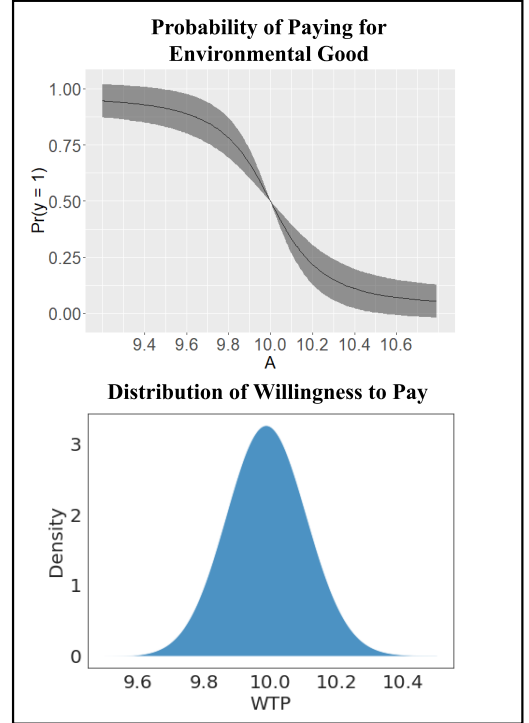 Probability of Paying for
Environmental Good
Pr(y = 1)
1.00
0.75
0.50
0.25
0.00
9.4 9.6 9.8 10.0 10.2 10.4 10.6
A
Distribution of Willingness to Pay
Density
3
2
1
0
9.6 9.8 10.0 10.2 10.4
WTP